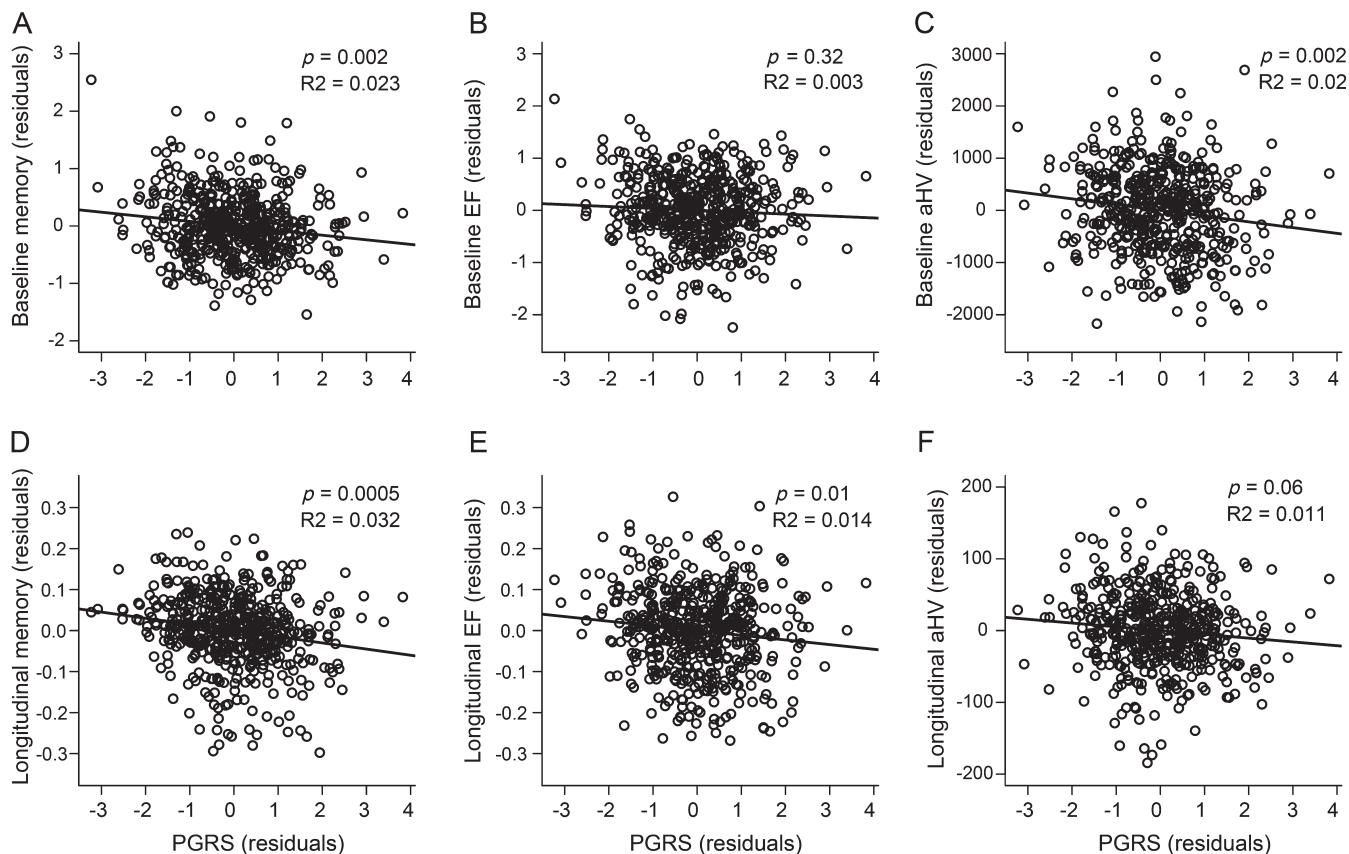 A
B
C
Baseline memory (residuals)
3
2
1
0
-1
-2
p = 0.002
R2 = 0.023
-3 -2 -1 0 1 2 3 4
Baseline EF (residuals)
3
2
1
0
-1
-2
p = 0.32
R2 = 0.003
-3 -2 -1 0 1 2 3 4
Baseline aHV (residuals)
3000
2000
1000
0
-1000
-2000
p = 0.002
R2 = 0.02
-3 -2 -1 0 1 2 3 4
D
E
F
Longitudinal memory (residuals)
0.3
0.2
0.1
0.0
-0.1
-0.2
-0.3
p = 0.0005
R2 = 0.032
-3 -2 -1 0 1 2 3 4
PGRS (residuals)
Longitudinal EF (residuals)
0.3
0.2
0.1
0.0
-0.1
-0.2
-0.3
p = 0.01
R2 = 0.014
-3 -2 -1 0 1 2 3 4
PGRS (residuals)
Longitudinal aHV (residuals)
200
100
0
-100
-200
p = 0.06
R2 = 0.011
-3 -2 -1 0 1 2 3 4
PGRS (residuals)